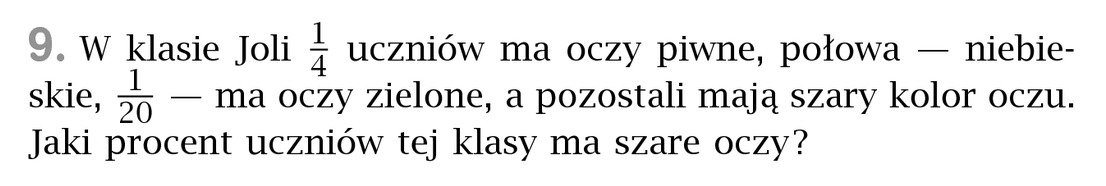 9. W klasie Joli 1/4 uczniów ma oczy piwne, połowa — niebie-
skie, 1/20 — ma oczy zielone, a pozostali mają szary kolor oczu.
Jaki procent uczniów tej klasy ma szare oczy?